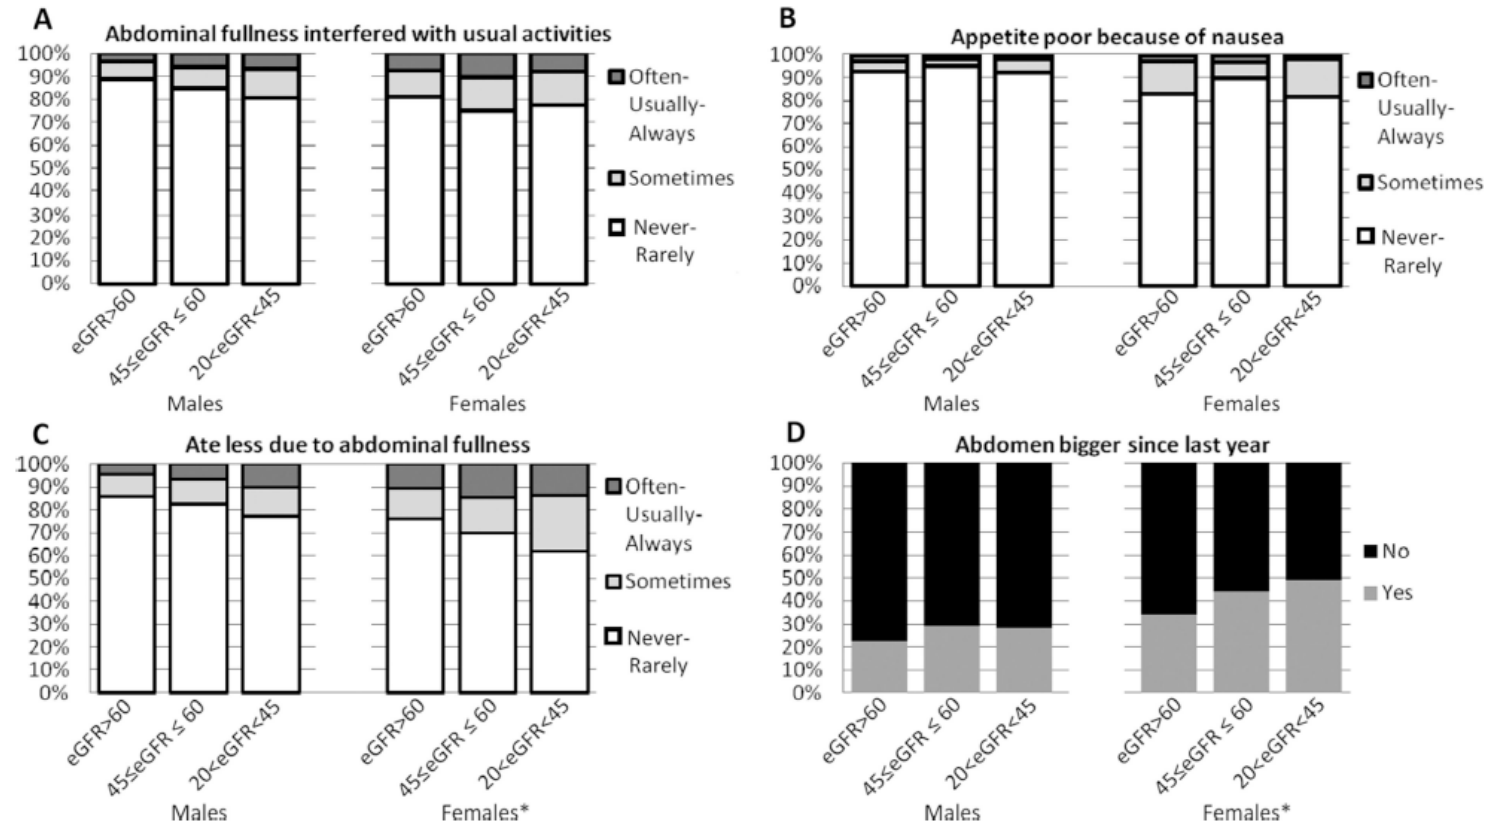 A
Abdominal fullness interfered with usual activities
100%
90%
80%
70%
60%
50%
40%
30%
20%
10%
0%
Often-
Usually-
Always
Sometimes
Never-
Rarely
eGFR>60
45≤eGFR ≤ 60
20<eGFR<45
eGFR>60
45≤eGFR ≤ 60
20<eGFR<45
Males
Females
B
Appetite poor because of nausea
100%
90%
80%
70%
60%
50%
40%
30%
20%
10%
0%
Often-
Usually-
Always
Sometimes
Never-
Rarely
eGFR>60
45≤eGFR ≤ 60
20<eGFR<45
eGFR>60
45≤eGFR ≤ 60
20<eGFR<45
Males
Females
C
Ate less due to abdominal fullness
100%
90%
80%
70%
60%
50%
40%
30%
20%
10%
0%
Often-
Usually-
Always
Sometimes
Never-
Rarely
eGFR>60
45≤eGFR ≤ 60
20<eGFR<45
eGFR>60
45≤eGFR ≤ 60
20<eGFR<45
Males
Females*
D
Abdomen bigger since last year
100%
90%
80%
70%
60%
50%
40%
30%
20%
10%
0%
No
Yes
eGFR>60
45≤eGFR ≤ 60
20<eGFR<45
eGFR>60
45≤eGFR ≤ 60
20<eGFR<45
Males
Females*